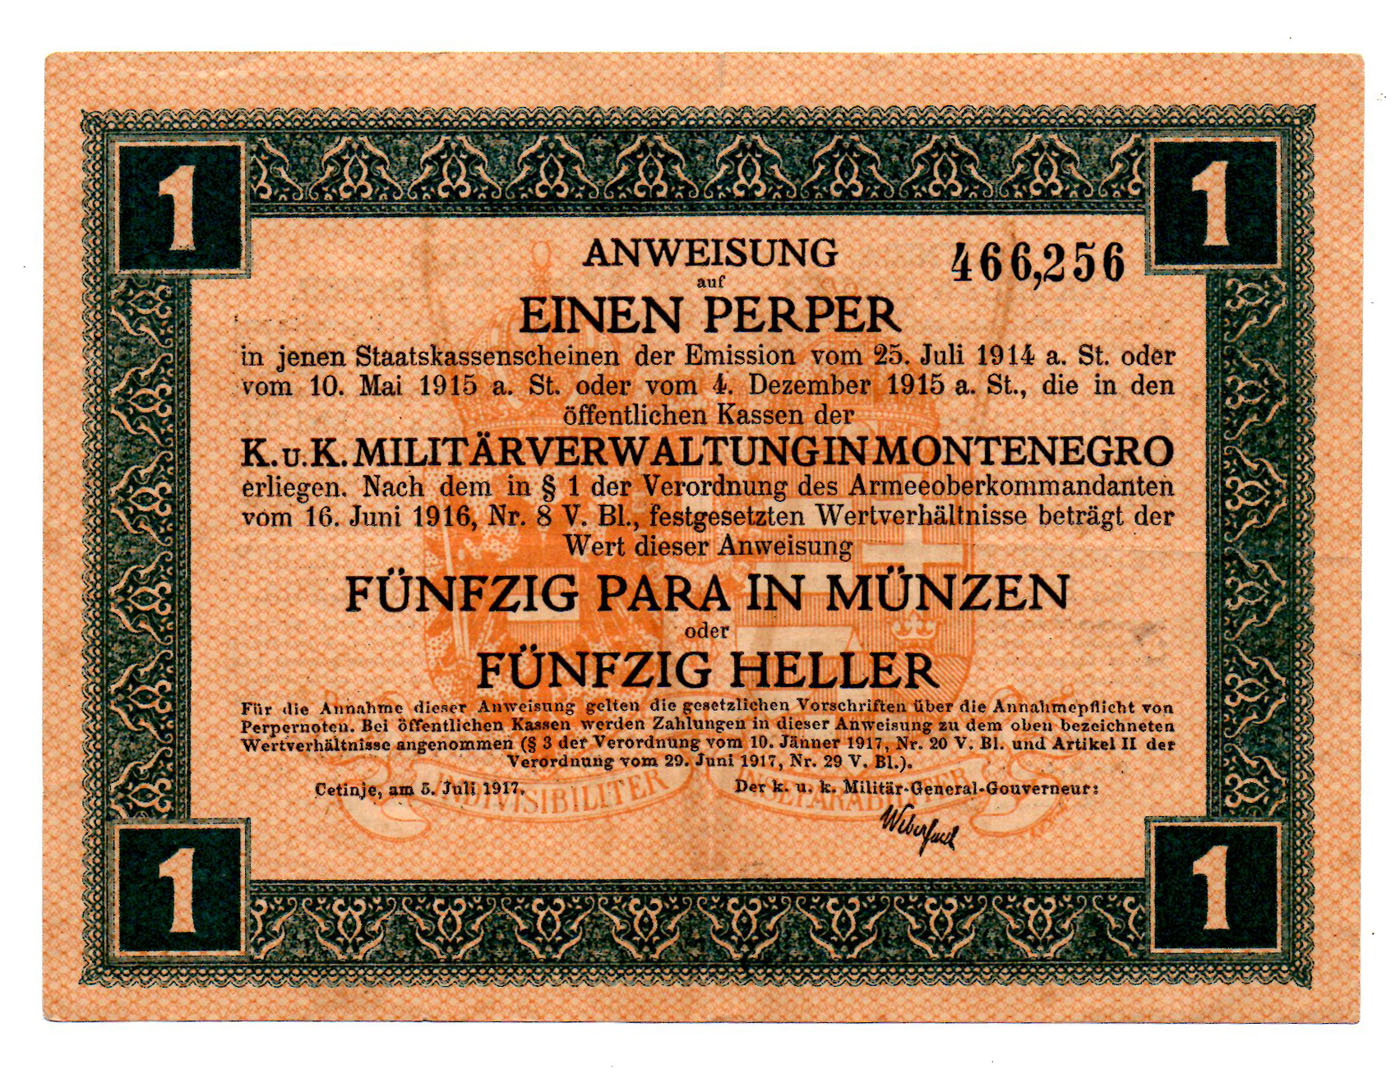 1 1
ANWEISUNG 466,256
auf
EINEN PERPER
in jenen Staatskassenscheinen der Emission vom 25. Juli 1914 a. St. oder
vom 10. Mai 1915 a. St. oder vom 4. Dezember 1915 a. St., die in den
öffentlichen Kassen der
K.u.K.MILITÄRVERWALTUNG IN MONTENEGRO
erliegen. Nach dem in § 1 der Verordnung des Armeeoberkommandanten
vom 16. Juni 1916, Nr. 8 V. Bl., festgesetzten Wertverhältnisse beträgt der
Wert dieser Anweisung
FÜNFZIG PARA IN MÜNZEN
oder
FÜNFZIG HELLER
Für die Annahme dieser Anweisung gelten die gesetzlichen Vorschriften über die Annahmepflicht von
Perpernoten. Bei öffentlichen Kassen werden Zahlungen in dieser Anweisung zu dem oben bezeichneten
Wertverhältnisse angenommen (§ 3 der Verordnung vom 10. Jänner 1917, Nr. 20 V. Bl. und Artikel II der
Verordnung vom 29. Juni 1917, Nr. 29 V. Bl.).
Cetinje, am 5. Juli 1917. Der k. u. k. Militär-General-Gouverneur:
INDIVISIBILITER INSEPARABILITER
1 1